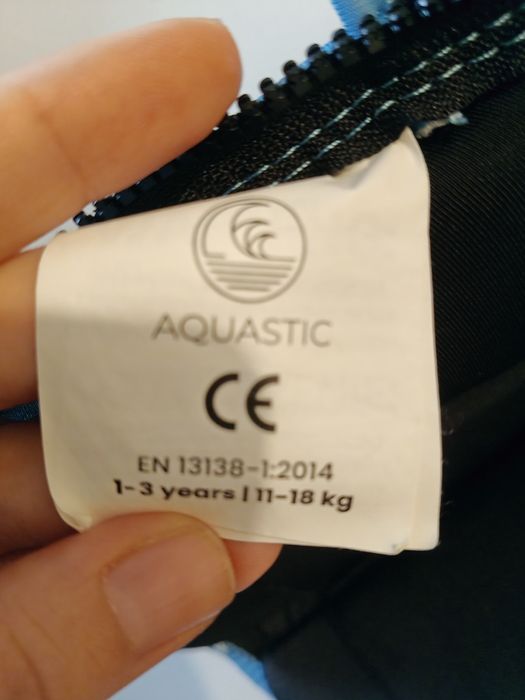 AQUASTIC
CE
EN 13138-1:2014
1-3 years | 11-18 kg